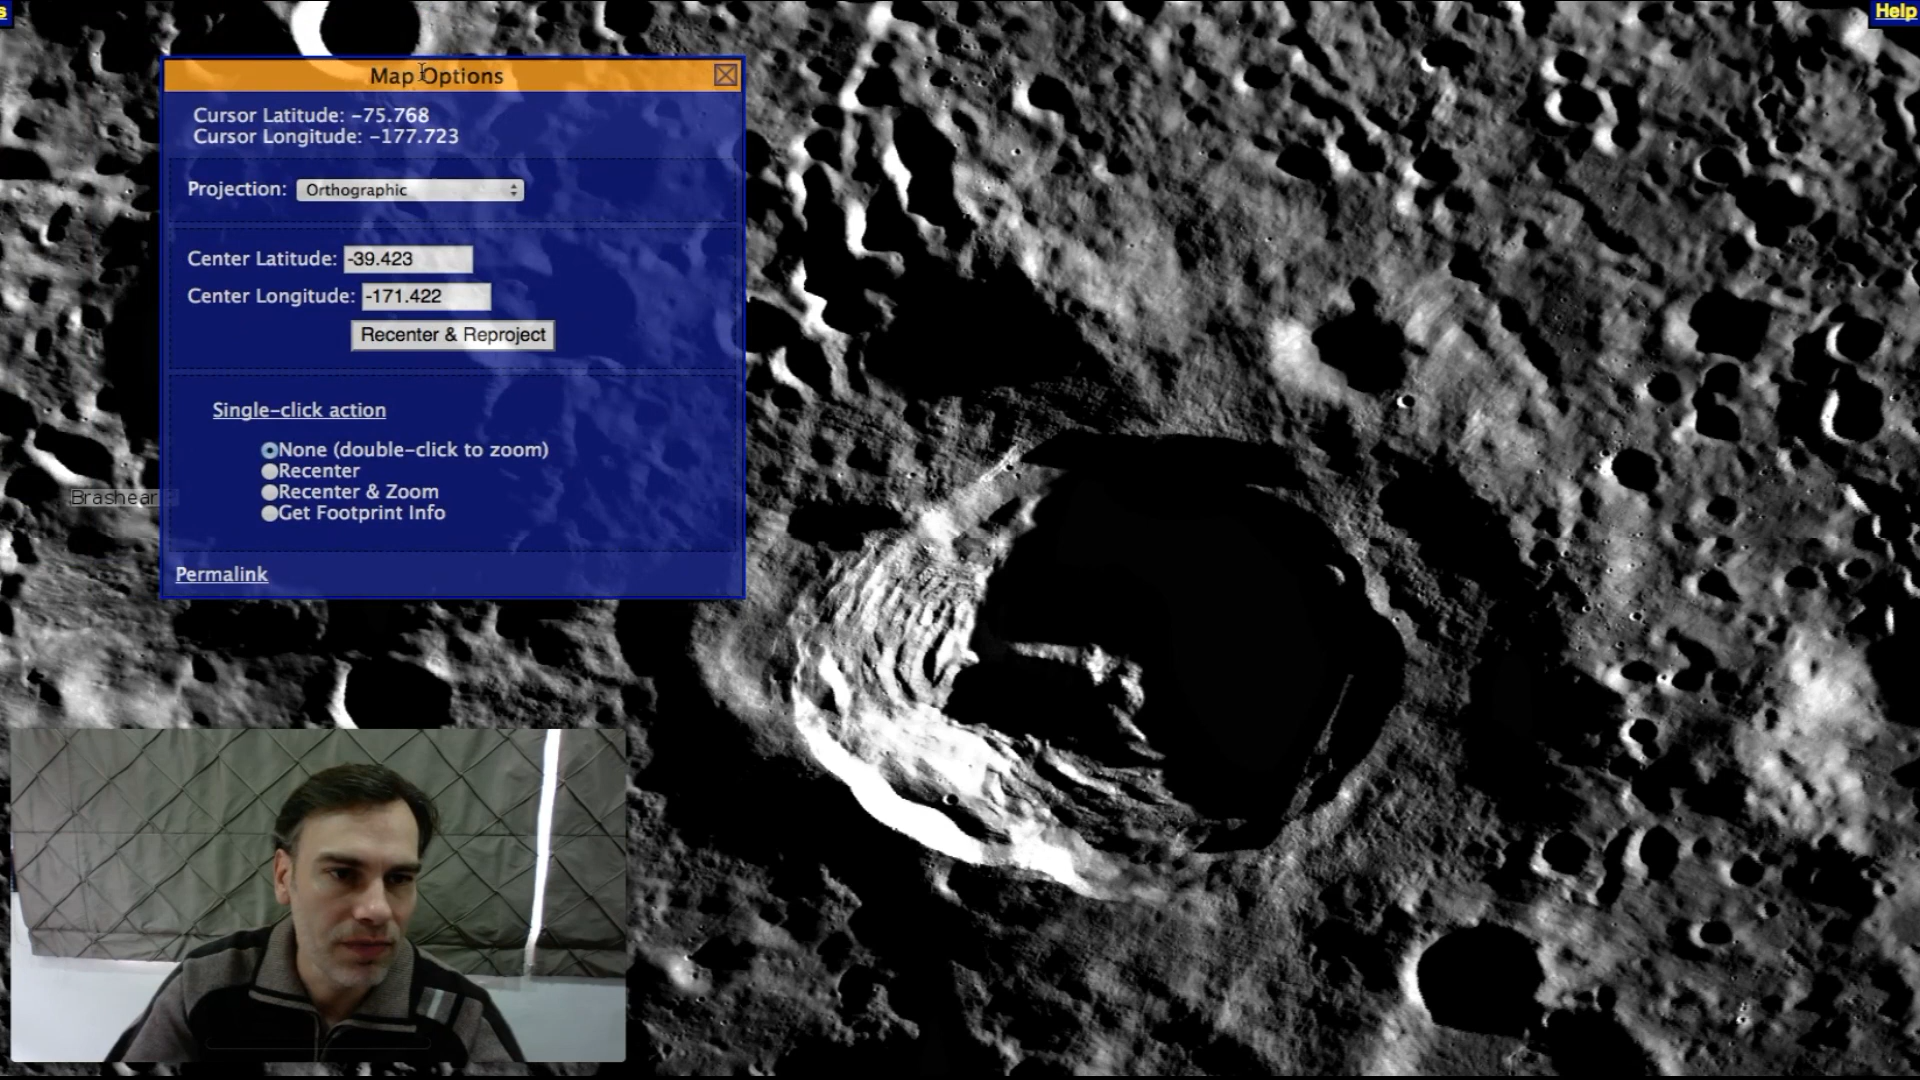 s
Help
Map Options
Cursor Latitude: -75.768
Cursor Longitude: -177.723
Projection: Orthographic
Center Latitude: -39.423
Center Longitude: -171.422
Recenter & Reproject
Single-click action
None (double-click to zoom)
Recenter
Recenter & Zoom
Get Footprint Info
Brashear
Permalink